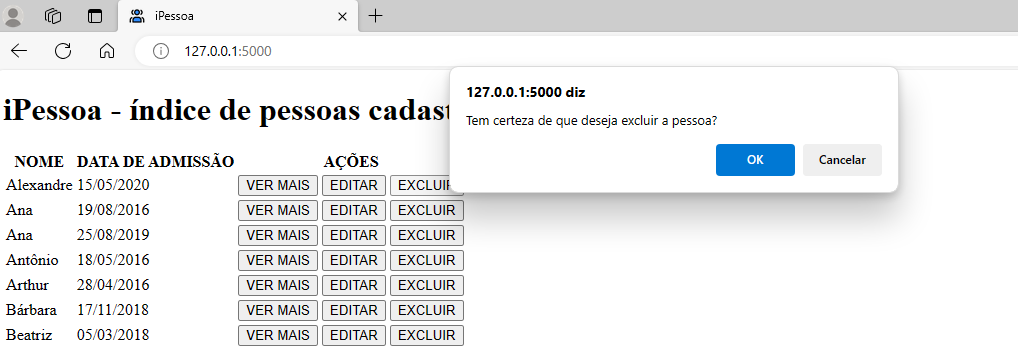 iPessoa
127.0.0.1:5000
127.0.0.1:5000 diz
Tem certeza de que deseja excluir a pessoa?
OK Cancelar
iPessoa - índice de pessoas
NOME DATA DE ADMISSÃO AÇÕES
Alexandre 15/05/2020 VER MAIS EDITAR EXCLUIR
Ana 19/08/2016 VER MAIS EDITAR EXCLUIR
Ana 25/08/2019 VER MAIS EDITAR EXCLUIR
Antônio 18/05/2016 VER MAIS EDITAR EXCLUIR
Arthur 28/04/2016 VER MAIS EDITAR EXCLUIR
Bárbara 17/11/2018 VER MAIS EDITAR EXCLUIR
Beatriz 05/03/2018 VER MAIS EDITAR EXCLUIR